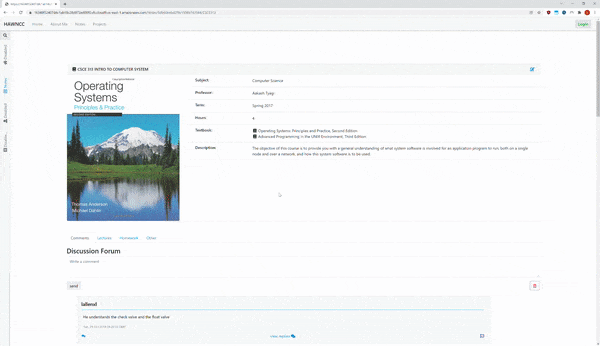 HAWNCC Home About Me Notes Projects Login
CSCE 313 INTRO TO COMPUTER SYSTEM
Operating
Systems
Principles & Practice
SECOND EDITION
Thomas Anderson
Michael Dahlin
Subject: Computer Science
Professor: Aakash Tyagi
Term: Spring 2017
Hours: 4
Textbook: Operating Systems: Principles and Practice, Second Edition
Advanced Programming in the UNIX Environment, Third Edition
Description: The objective of this course is to provide you with a general understanding of what system software is involved for an application program to run both on a single
node and over a network, and how this system software is to be used.
Comments Lectures Homework Other
Discussion Forum
Write a comment
send
lallend
He understands the check valve and the float valve
view replies